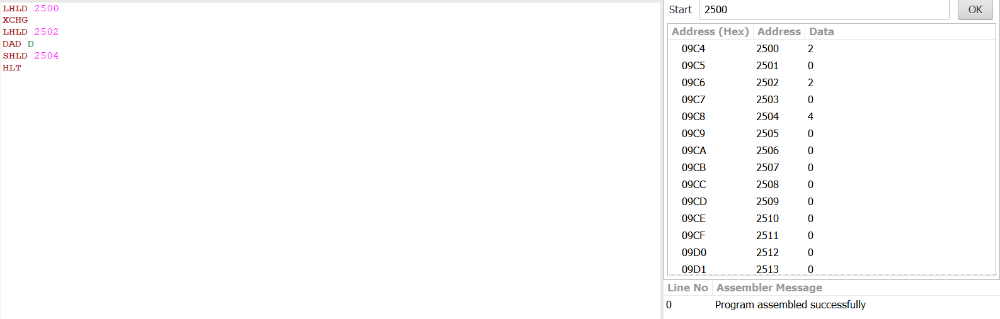 LHLD 2500
XCHG
LHLD 2502
DAD D
SHLD 2504
HLT
Start 2500 OK
Address (Hex) Address Data
09C4 2500 2
09C5 2501 0
09C6 2502 2
09C7 2503 0
09C8 2504 4
09C9 2505 0
09CA 2506 0
09CB 2507 0
09CC 2508 0
09CD 2509 0
09CE 2510 0
09CF 2511 0
09D0 2512 0
09D1 2513 0
Line No Assembler Message
0 Program assembled successfully